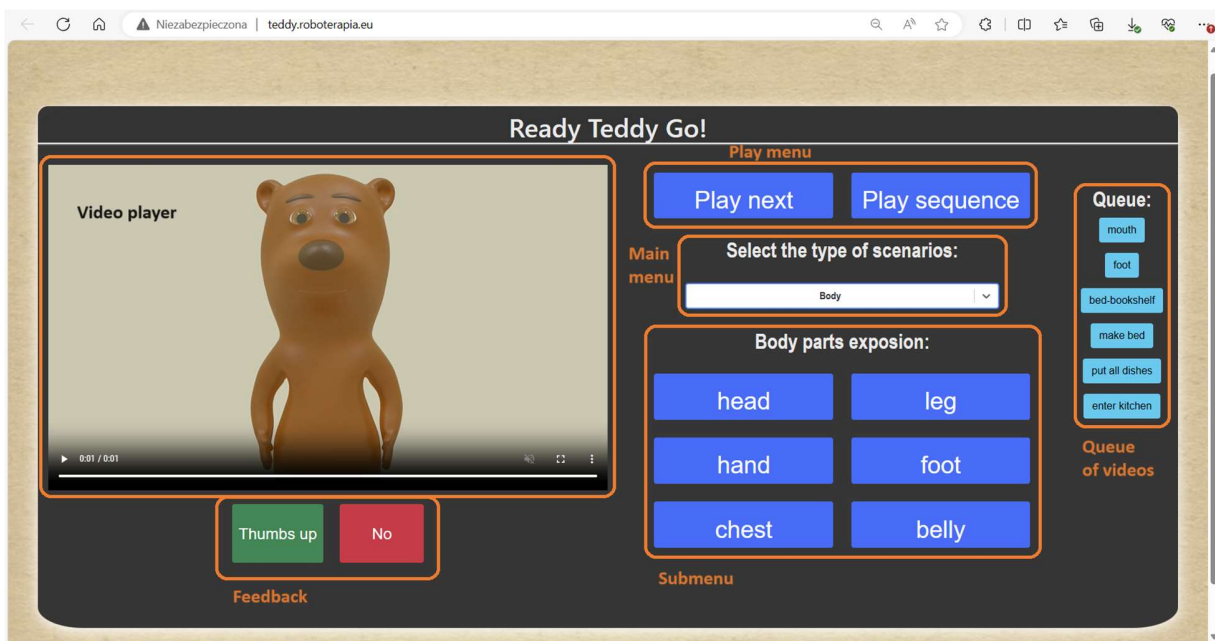 Niezabezpieczona | teddy.roboterapia.eu
Ready Teddy Go!
Video player
0:01 / 0:01
Thumbs up
No
Feedback
Play menu
Play next
Play sequence
Main
menu
Select the type of scenarios:
Body
Body parts exposion:
head
leg
hand
foot
chest
belly
Submenu
Queue:
mouth
foot
bed-bookshelf
make bed
put all dishes
enter kitchen
Queue
of videos